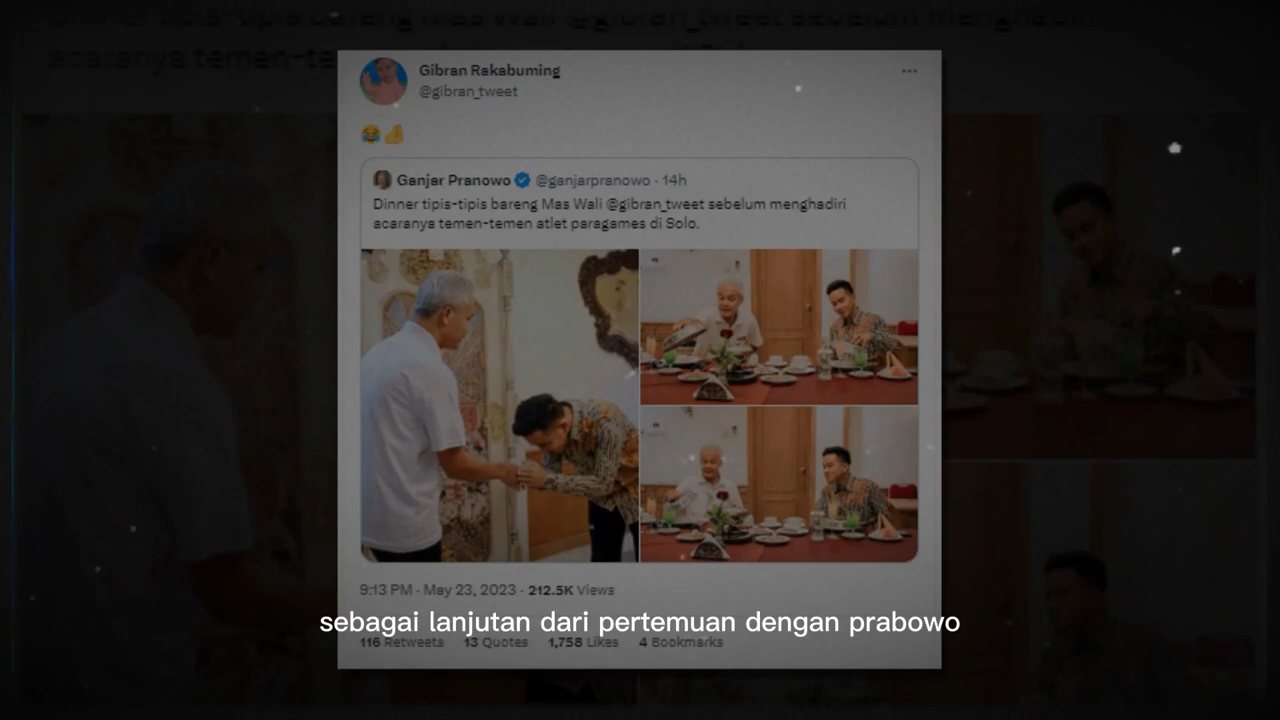 Gibran Rakabuming
@gibran_tweet
Ganjar Pranowo @ganjarpranowo · 14h
Dinner tipis-tipis bareng Mas Wali @gibran_tweet sebelum menghadiri
acaranya temen-temen atlet paragames di Solo.
9:13 PM · May 23, 2023 · 212.5K Views
sebagai lanjutan dari pertemuan dengan prabowo
116 Retweets 13 Quotes 1,758 Likes 4 Bookmarks